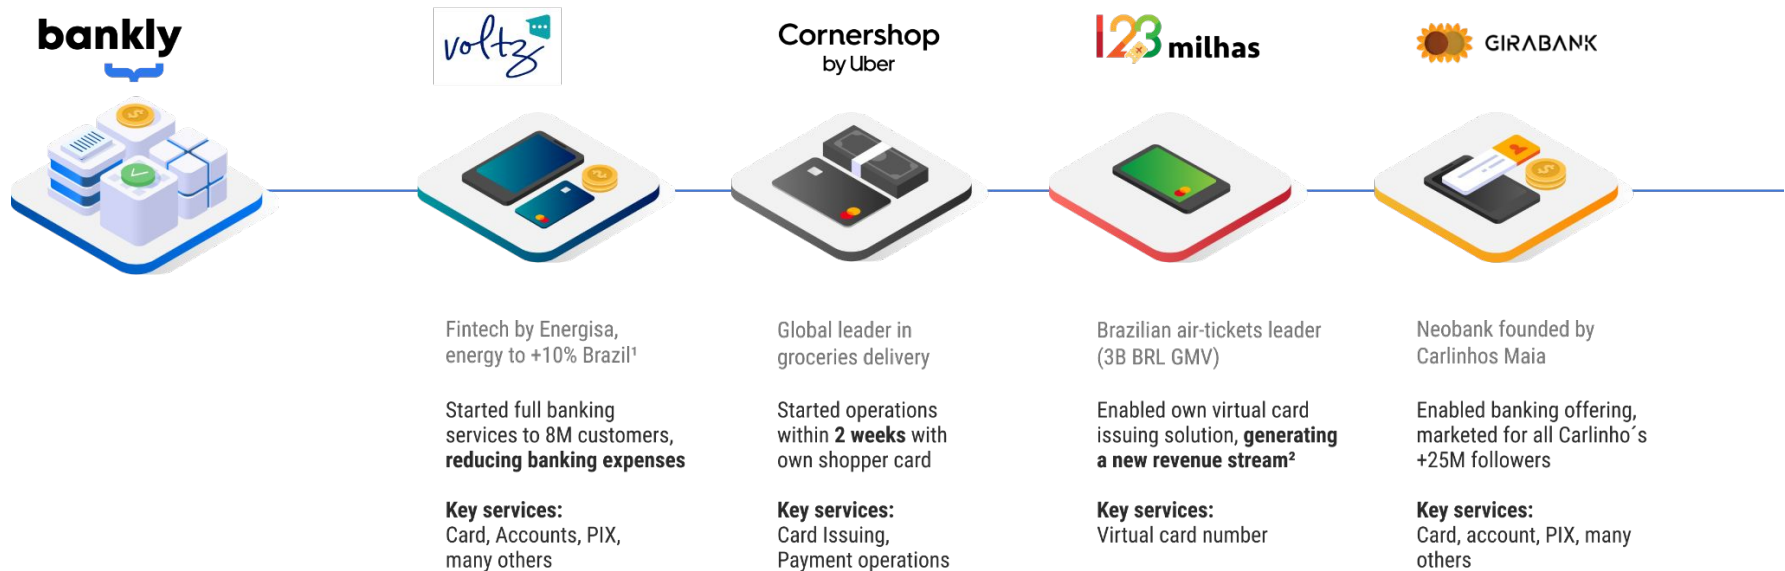 bankly
voltz
Cornershop
by Uber
123 milhas
GIRABANK
Fintech by Energisa,
energy to +10% Brazil¹
Started full banking
services to 8M customers,
reducing banking expenses
Key services:
Card, Accounts, PIX,
many others
Global leader in
groceries delivery
Started operations
within 2 weeks with
own shopper card
Key services:
Card Issuing,
Payment operations
Brazilian air-tickets leader
(3B BRL GMV)
Enabled own virtual card
issuing solution, generating
a new revenue stream²
Key services:
Virtual card number
Neobank founded by
Carlinhos Maia
Enabled banking offering,
marketed for all Carlinho´s
+25M followers
Key services:
Card, account, PIX, many
others